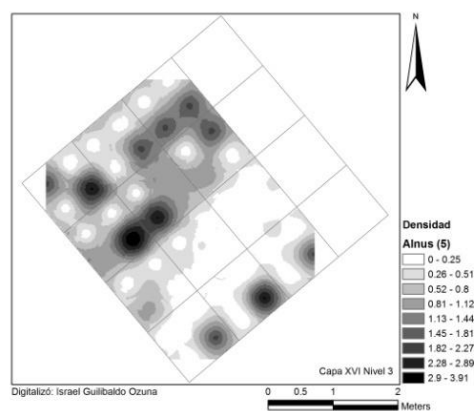 N
Densidad
Alnus (5)
0 - 0.25
0.26 - 0.51
0.52 - 0.8
0.81 - 1.12
1.13 - 1.44
1.45 - 1.81
1.82 - 2.27
2.28 - 2.89
2.9 - 3.91
Capa XVI Nivel 3
Digitalizó: Israel Guilibaldo Ozuna
0 0.5 1 2
Meters